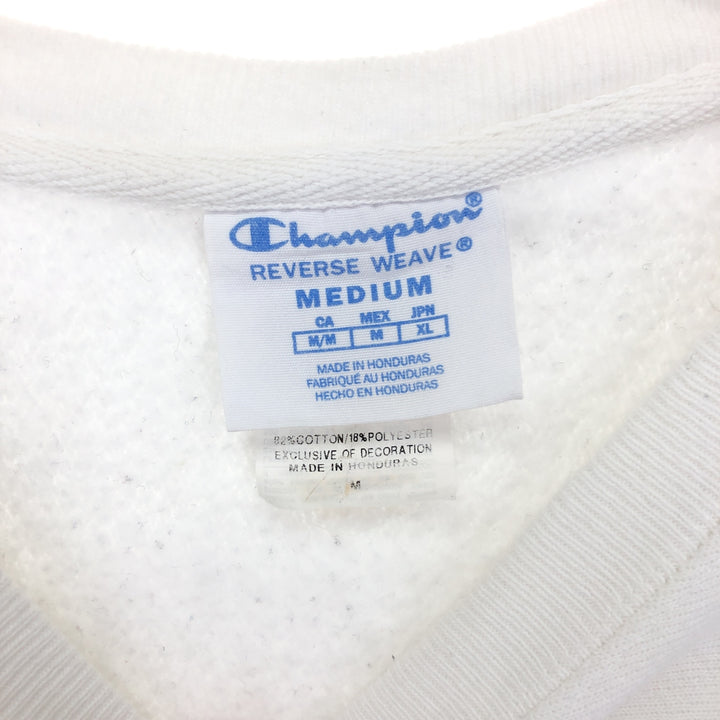 Champion®
REVERSE WEAVE®
MEDIUM
CA MEX JPN
M/M M XL
MADE IN HONDURAS
FABRIQUÉ AU HONDURAS
HECHO EN HONDURAS
82%COTTON/18%POLYESTER
EXCLUSIVE OF DECORATION
MADE IN HONDURAS
M